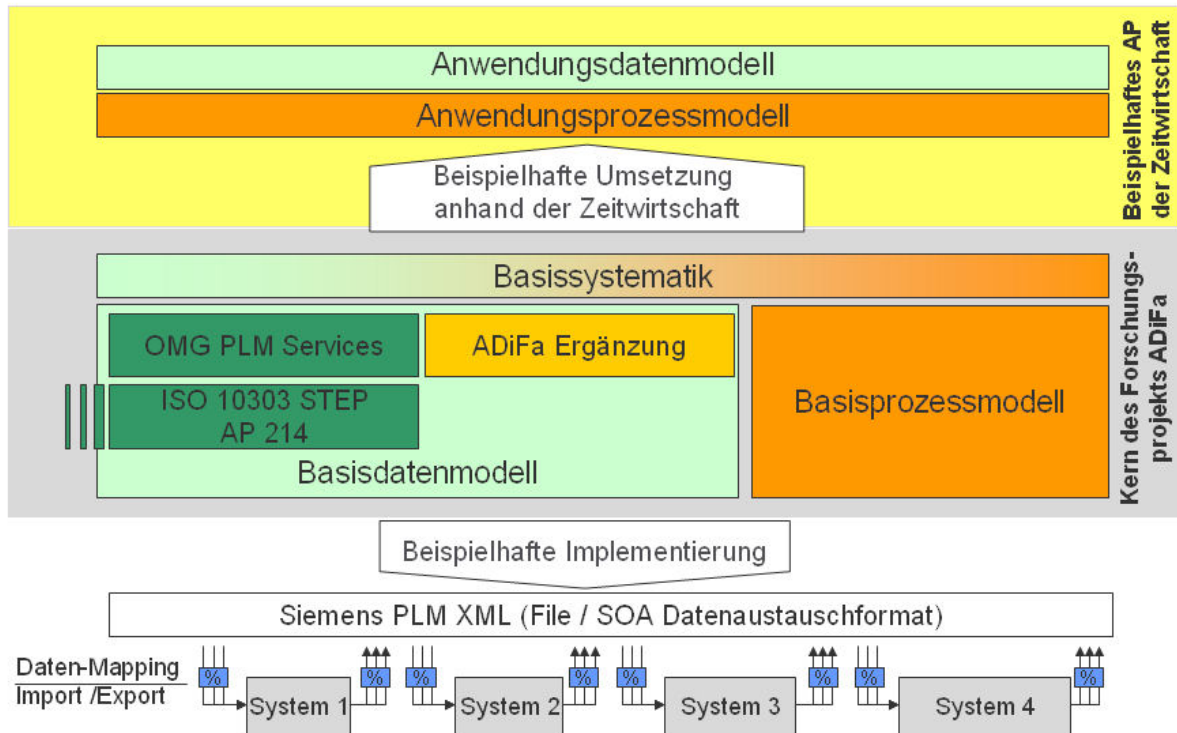 Anwendungsdatenmodell
Anwendungsprozessmodell
Beispielhafte Umsetzung
anhand der Zeitwirtschaft
Beispielhaftes AP
der Zeitwirtschaft
Basissystematik
OMG PLM Services
ADiFa Ergänzung
ISO 10303 STEP
AP 214
Basisdatenmodell
Basisprozessmodell
Kern des Forschungs-
projekts ADiFa
Beispielhafte Implementierung
Siemens PLM XML (File / SOA Datenaustauschformat)
Daten-Mapping
Import /Export
%
System 1
%
%
System 2
%
%
System 3
%
%
System 4
%